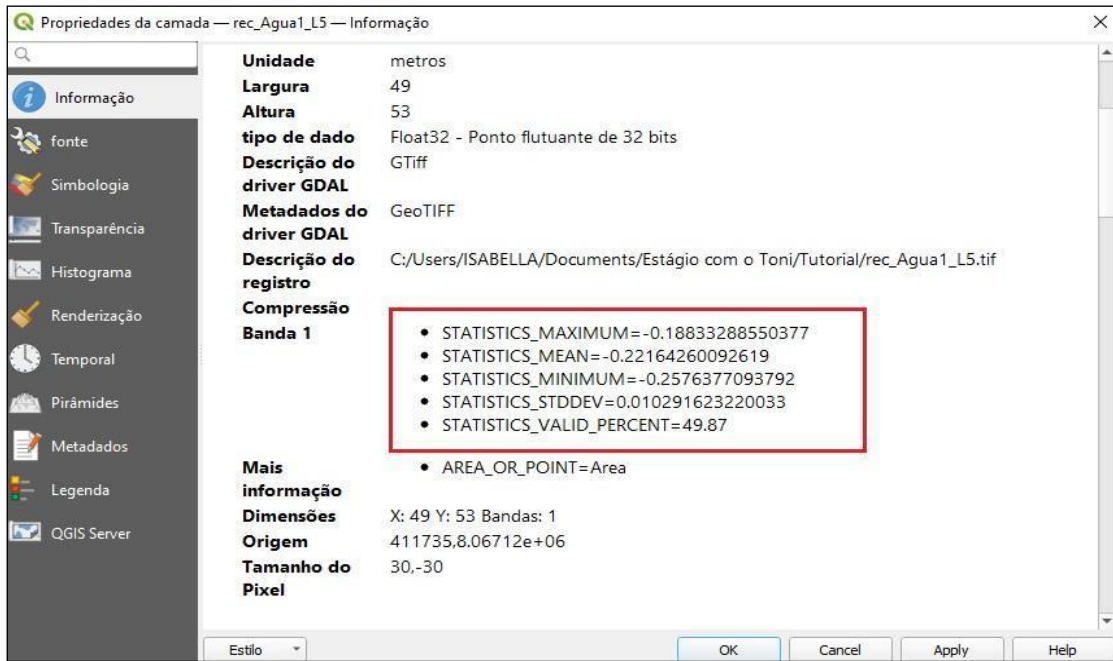 Propriedades da camada — rec_Agua1_L5 — Informação
Informação
fonte
Simbologia
Transparência
Histograma
Renderização
Temporal
Pirâmides
Metadados
Legenda
QGIS Server
Unidade metros
Largura 49
Altura 53
tipo de dado Float32 - Ponto flutuante de 32 bits
Descrição do GTiff
driver GDAL
Metadados do GeoTIFF
driver GDAL
Descrição do C:/Users/ISABELLA/Documents/Estágio com o Toni/Tutorial/rec_Agua1_L5.tif
registro
Compressão
Banda 1
• STATISTICS_MAXIMUM=-0.18833288550377
• STATISTICS_MEAN=-0.22164260092619
• STATISTICS_MINIMUM=-0.2576377093792
• STATISTICS_STDDEV=0.010291623220033
• STATISTICS_VALID_PERCENT=49.87
Mais • AREA_OR_POINT=Area
informação
Dimensões X: 49 Y: 53 Bandas: 1
Origem 411735,8.06712e+06
Tamanho do 30,-30
Pixel
Estilo OK Cancel Apply Help